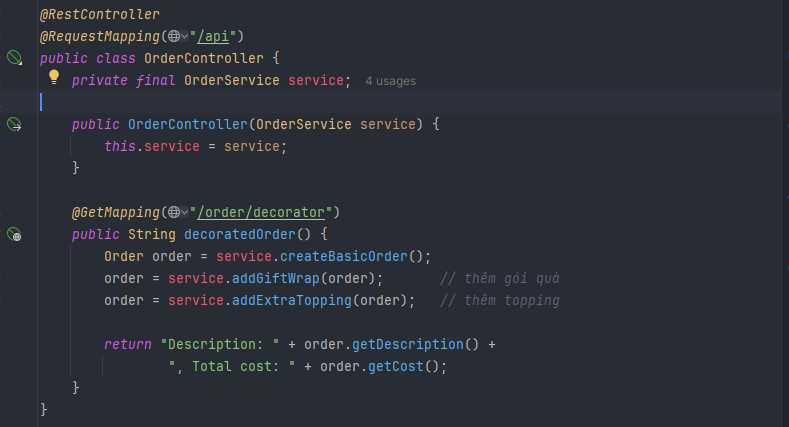 @RestController
@RequestMapping("/api")
public class OrderController {
private final OrderService service; 4 usages
public OrderController(OrderService service) {
this.service = service;
}
@GetMapping("/order/decorator")
public String decoratedOrder() {
Order order = service.createBasicOrder();
order = service.addGiftWrap(order); // thêm gói quà
order = service.addExtraTopping(order); // thêm topping
return "Description: " + order.getDescription() +
", Total cost: " + order.getCost();
}
}